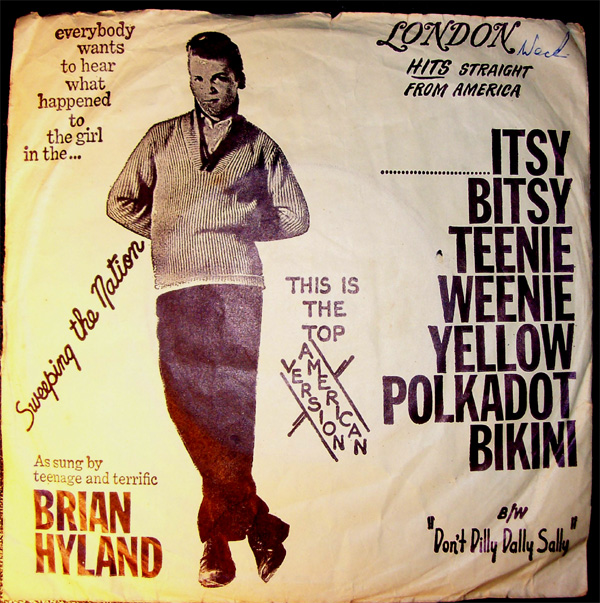 everybody
wants
to hear
what
happened
to
the girl
in the...
LONDON
HITS STRAIGHT
FROM AMERICA
....................ITSY
BITSY
TEENIE
WEENIE
YELLOW
POLKADOT
BIKINI
Sweeping the Nation
THIS IS
THE
TOP
AMERICAN
VERSION
As sung by
teenage and terrific
BRIAN
HYLAND
B/W
"Don't Dilly Dally Sally"